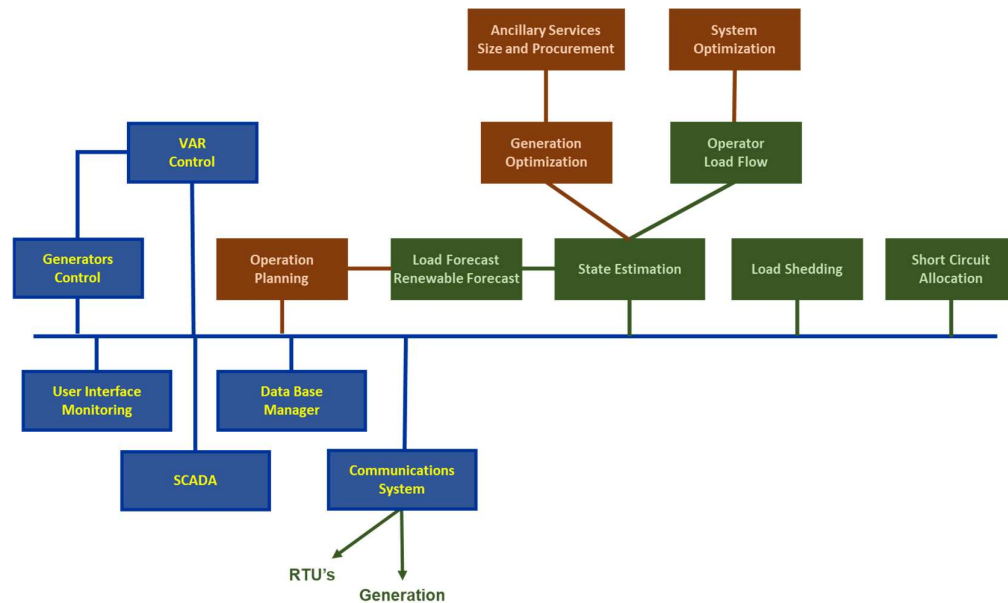 Ancillary Services
Size and Procurement
System
Optimization
VAR
Control
Generation
Optimization
Operator
Load Flow
Generators
Control
Operation
Planning
Load Forecast
Renewable Forecast
State Estimation
Load Shedding
Short Circuit
Allocation
User Interface
Monitoring
Data Base
Manager
SCADA
Communications
System
RTU's
Generation